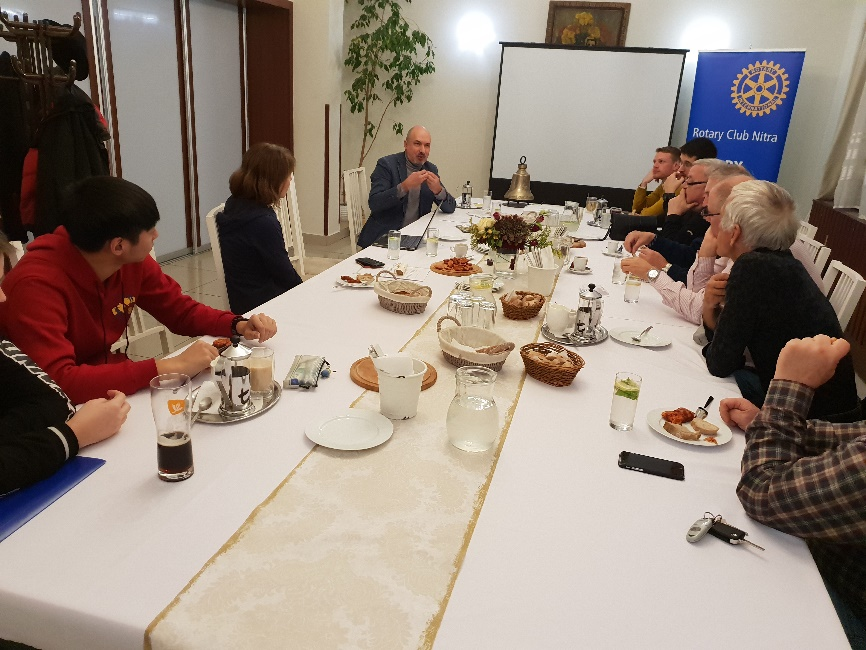 ROTARY
INTERNATIONAL
Rotary Club Nitra
t